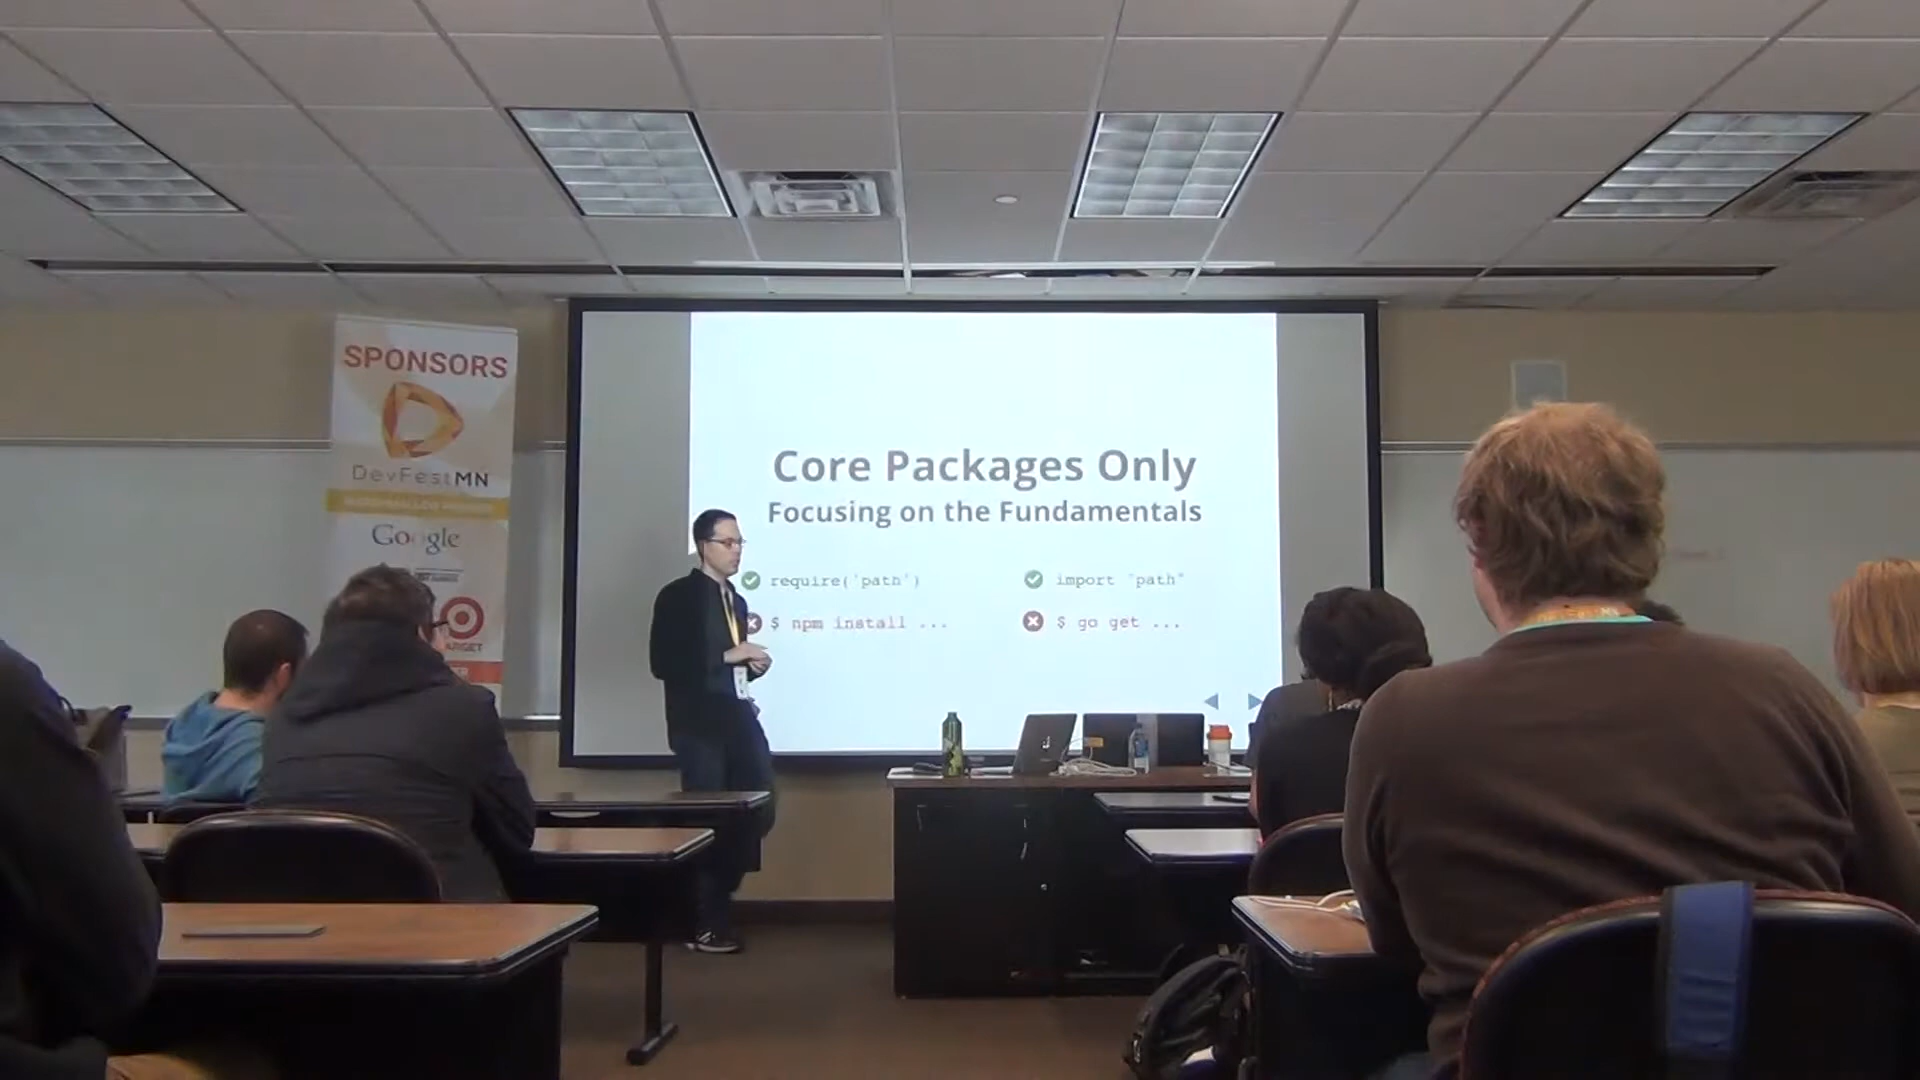 SPONSORS
DevFestMN
Google
Core Packages Only
Focusing on the Fundamentals
require('path')
$ npm install ...
import "path"
$ go get ...